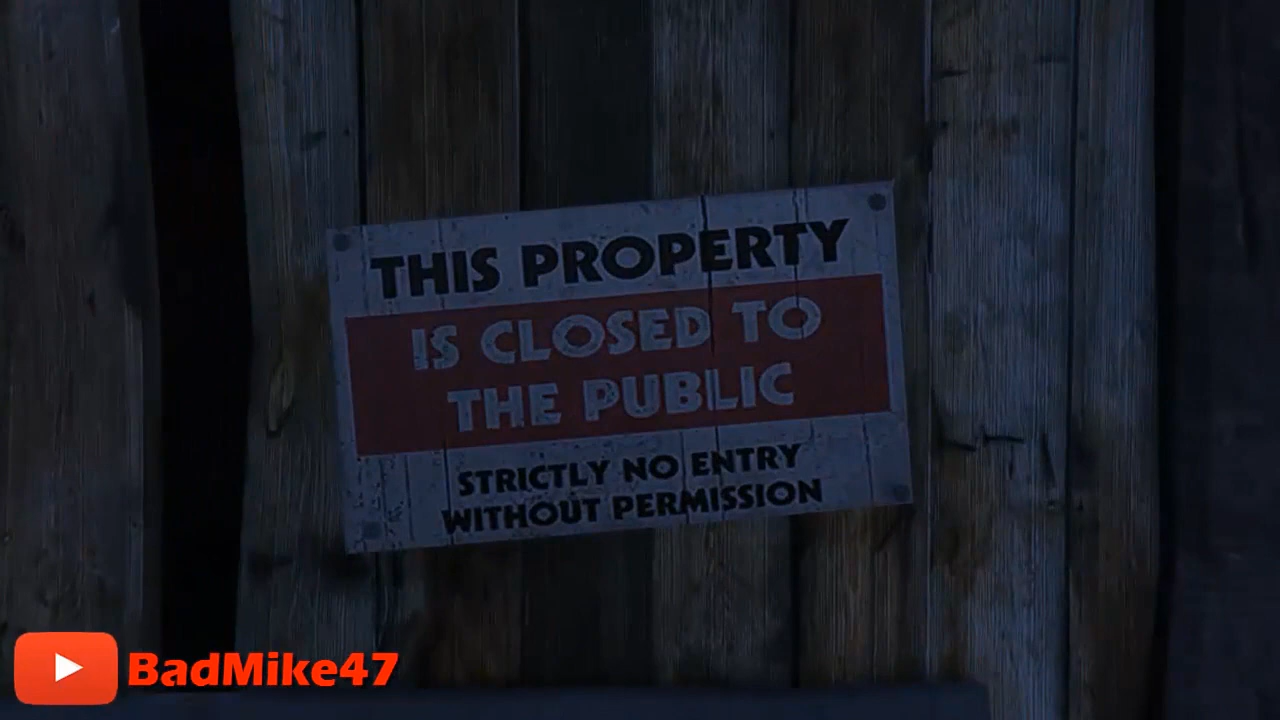 THIS PROPERTY
IS CLOSED TO
THE PUBLIC
STRICTLY NO ENTRY
WITHOUT PERMISSION
BadMike47